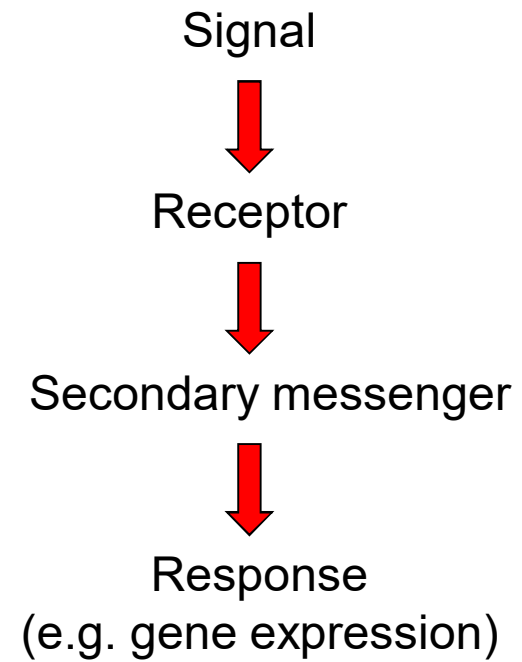 Signal
Receptor
Secondary messenger
Response
(e.g. gene expression)